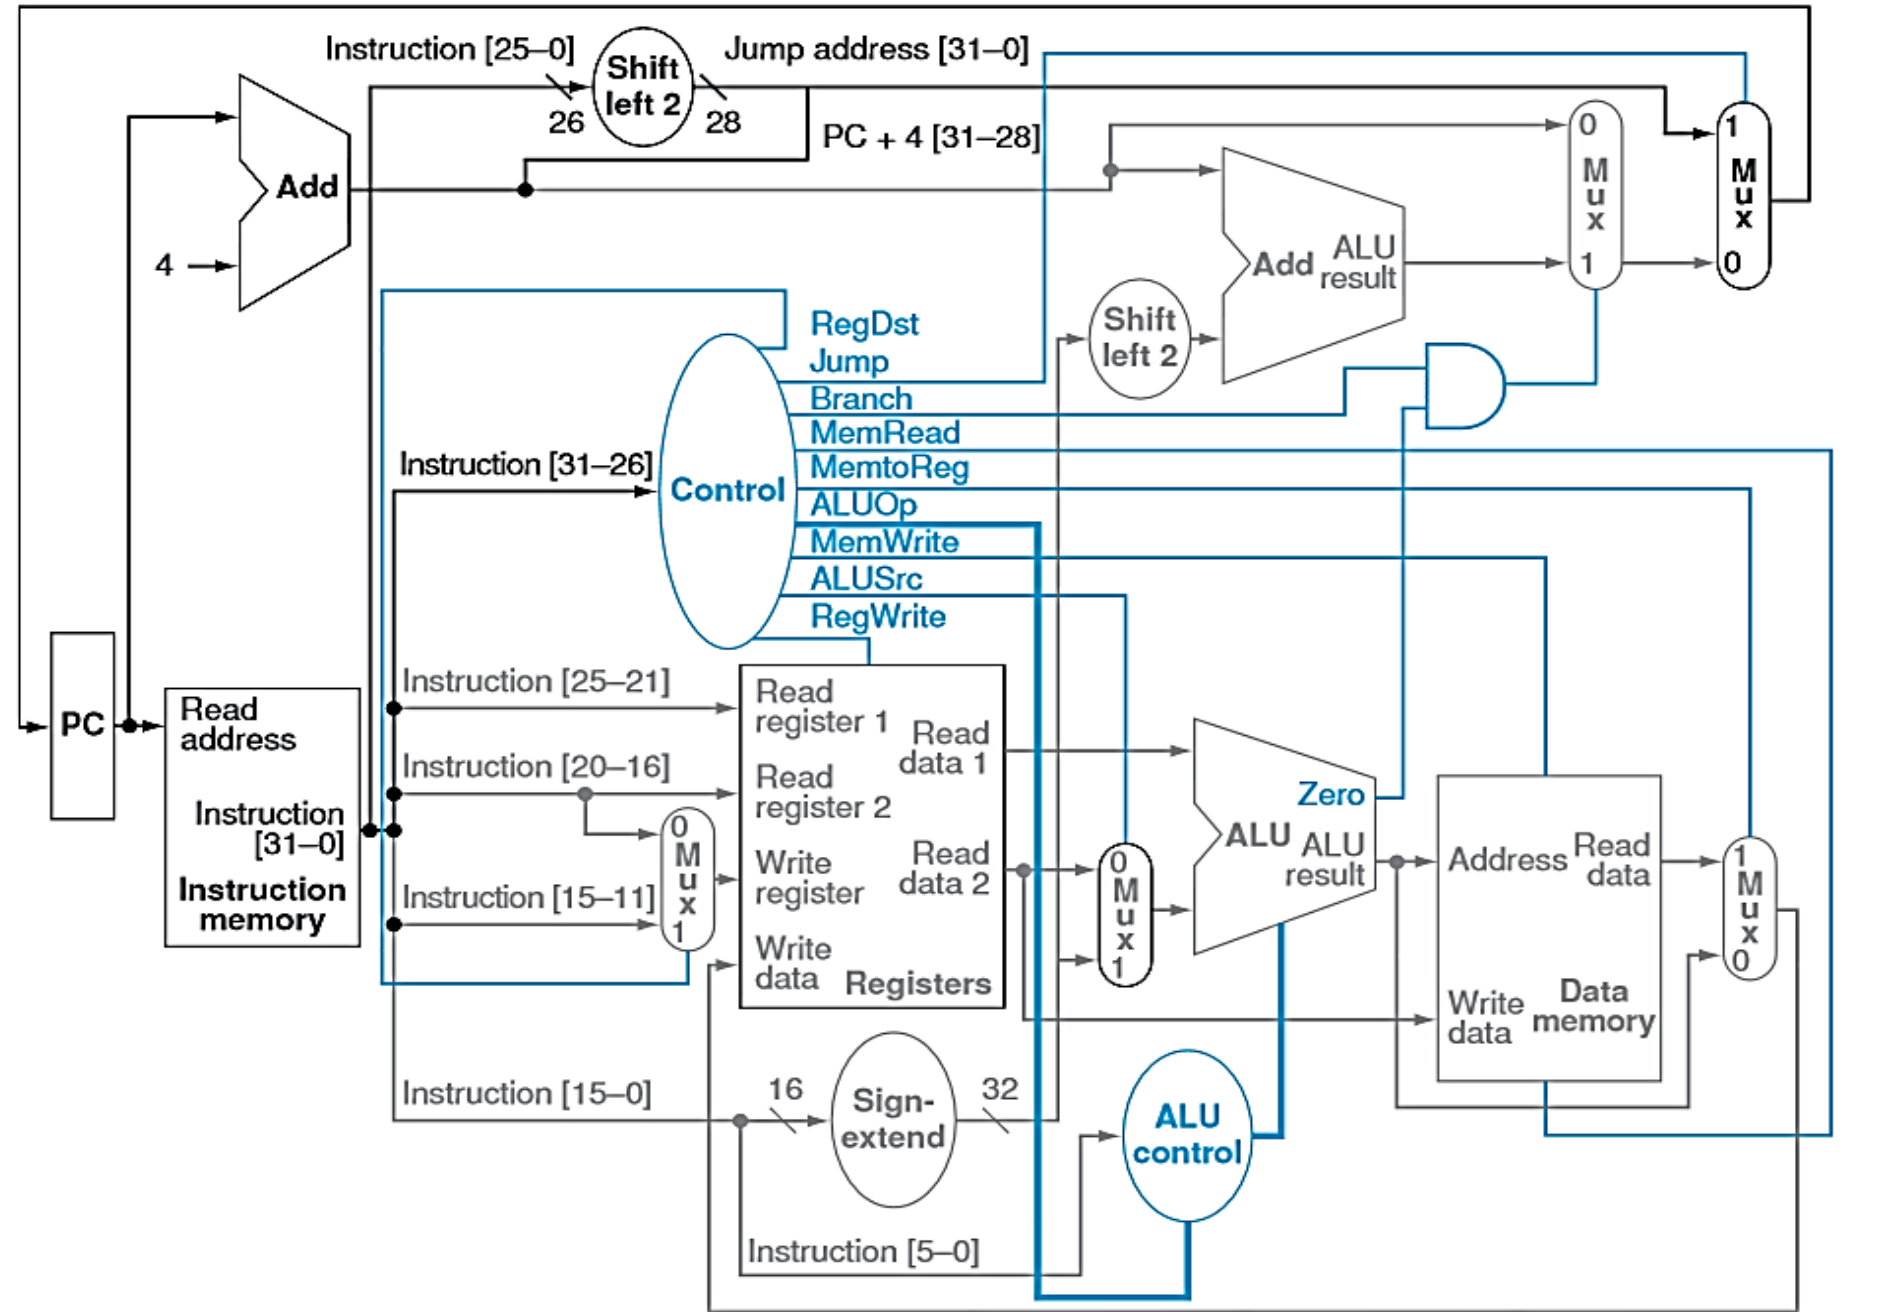 Instruction [25–0]
Shift
left 2
Jump address [31–0]
26
28
PC + 4 [31–28]
Add
4
0
M
u
x
1
1
M
u
x
0
Add
ALU
result
Shift
left 2
RegDst
Jump
Branch
MemRead
MemtoReg
ALUOp
MemWrite
ALUSrc
RegWrite
Instruction [31–26]
Control
PC
Read
address
Instruction
[31–0]
Instruction
memory
Instruction [25–21]
Instruction [20–16]
Instruction [15–11]
0
M
u
x
1
Read
register 1
Read
register 2
Write
register
Write
data
Read
data 1
Read
data 2
Registers
0
M
u
x
1
Zero
ALU
ALU
result
Address
Read
data
Write
data
Data
memory
1
M
u
x
0
Instruction [15–0]
16
Sign-
extend
32
ALU
control
Instruction [5–0]